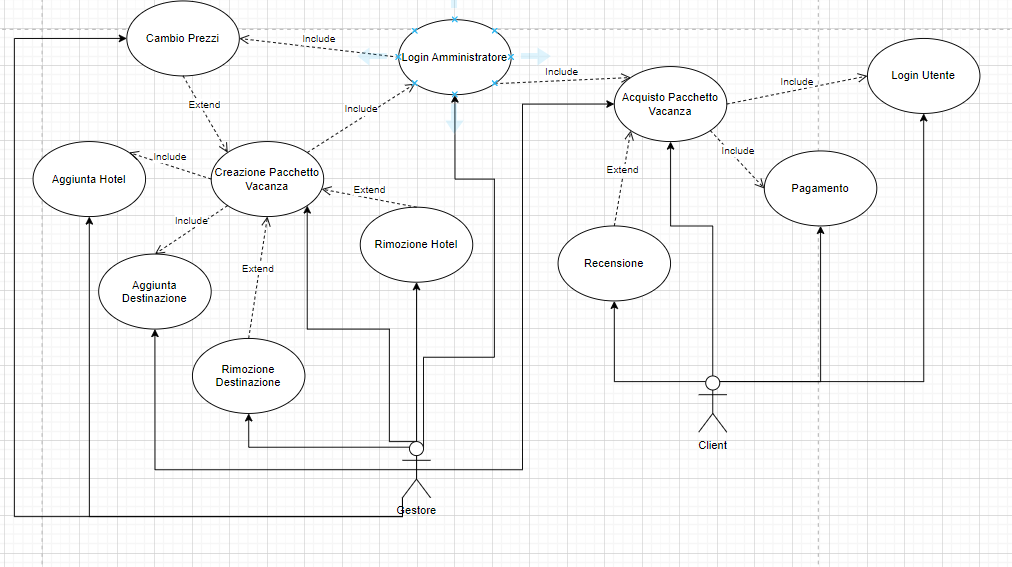 Cambio Prezzi
Include
Login Amministratore
Include
Acquisto Pacchetto
Vacanza
Include
Login Utente
Extend
Include
Include
Aggiunta Hotel
Include
Creazione Pacchetto
Vacanza
Extend
Extend
Pagamento
Include
Rimozione Hotel
Recensione
Extend
Aggiunta
Destinazione
Rimozione
Destinazione
Client
Gestore